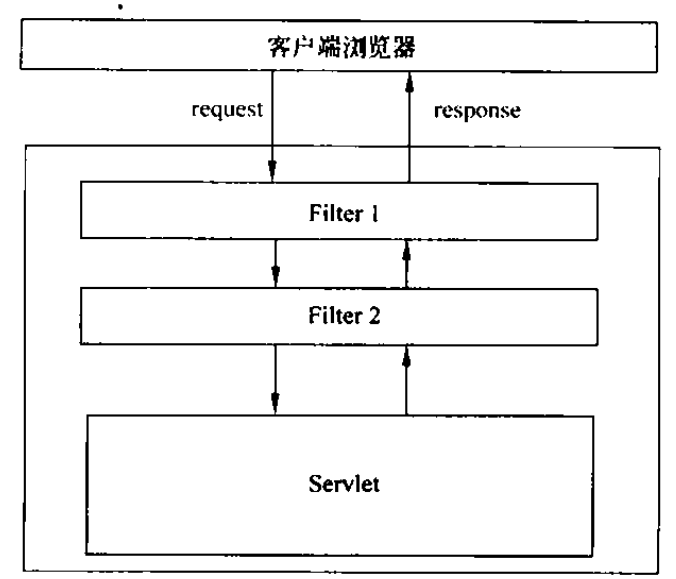 客户端浏览器
request
response
Filter 1
Filter 2
Servlet